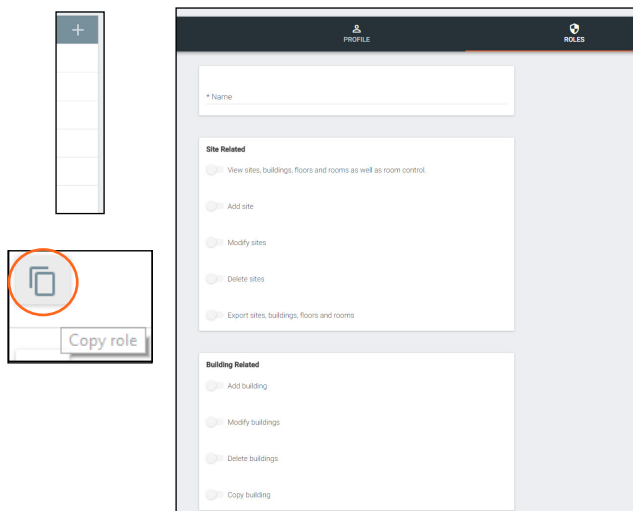 +
PROFILE
ROLES
* Name
Site Related
View sites, buildings, floors and rooms as well as room control.
Add site
Modify sites
Delete sites
Export sites, buildings, floors and rooms
Copy role
Building Related
Add building
Modify buildings
Delete buildings
Copy building